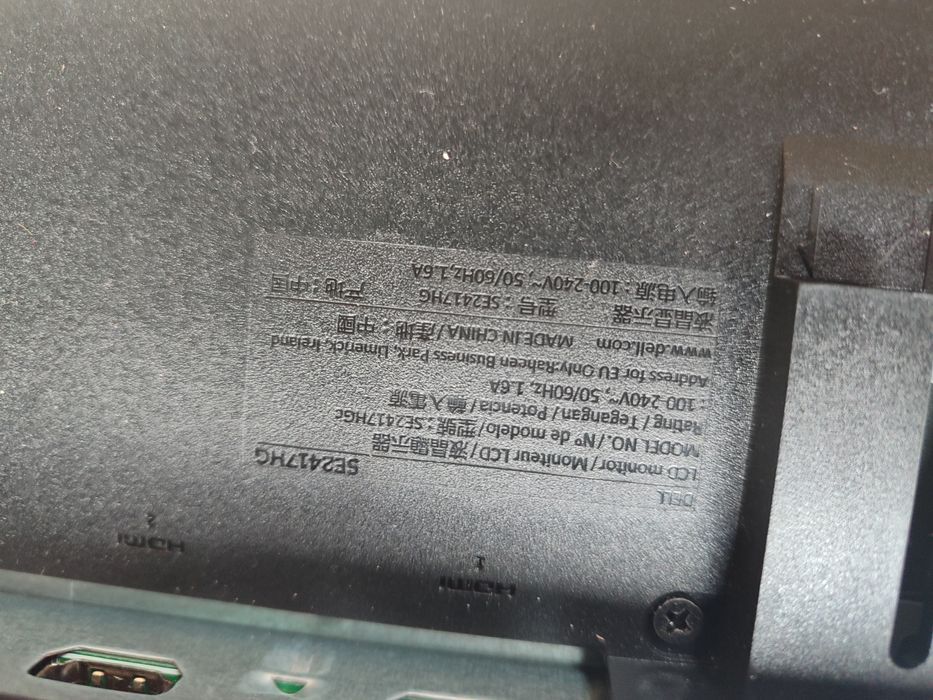 DELL
LCD monitor / Moniteur LCD / 液晶顯示器 SE2417HG
MODEL NO. / Nº de modelo / 型號 : SE2417HGc
Rating / Tegangan / Potencia / 輸入電源
: 100-240V~, 50/60Hz, 1.6A
Address for EU Only:Raheen Business Park, Limerick, Ireland
www.dell.com MADE IN CHINA / 產地 : 中國
液晶显示器 型号 : SE2417HG 产地 : 中国
输入电源 : 100-240V~, 50/60Hz,1.6A
HDMI 1
HDMI 2